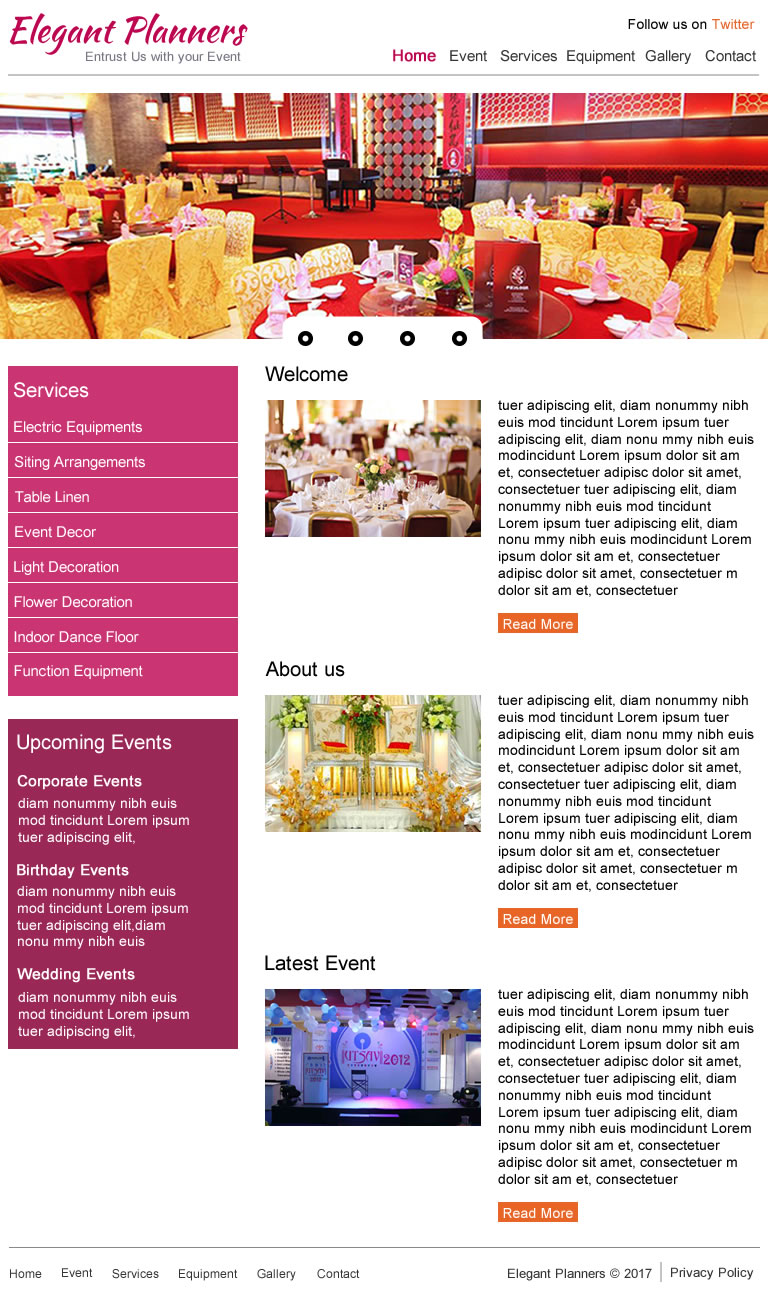 Elegant Planners
Entrust Us with your Event
Follow us on Twitter
Home Event Services Equipment Gallery Contact
Services
Electric Equipments
Siting Arrangements
Table Linen
Event Decor
Light Decoration
Flower Decoration
Indoor Dance Floor
Function Equipment
Upcoming Events
Corporate Events
diam nonummy nibh euis
mod tincidunt Lorem ipsum
tuer adipiscing elit,
Birthday Events
diam nonummy nibh euis
mod tincidunt Lorem ipsum
tuer adipiscing elit,diam
nonu mmy nibh euis
Wedding Events
diam nonummy nibh euis
mod tincidunt Lorem ipsum
tuer adipiscing elit,
Welcome
tuer adipiscing elit, diam nonummy nibh
euis mod tincidunt Lorem ipsum tuer
adipiscing elit, diam nonu mmy nibh euis
modincidunt Lorem ipsum dolor sit am
et, consectetuer adipisc dolor sit amet,
consectetuer tuer adipiscing elit, diam
nonummy nibh euis mod tincidunt
Lorem ipsum tuer adipiscing elit, diam
nonu mmy nibh euis modincidunt Lorem
ipsum dolor sit am et, consectetuer
adipisc dolor sit amet, consectetuer m
dolor sit am et, consectetuer
Read More
About us
tuer adipiscing elit, diam nonummy nibh
euis mod tincidunt Lorem ipsum tuer
adipiscing elit, diam nonu mmy nibh euis
modincidunt Lorem ipsum dolor sit am
et, consectetuer adipisc dolor sit amet,
consectetuer tuer adipiscing elit, diam
nonummy nibh euis mod tincidunt
Lorem ipsum tuer adipiscing elit, diam
nonu mmy nibh euis modincidunt Lorem
ipsum dolor sit am et, consectetuer
adipisc dolor sit amet, consectetuer m
dolor sit am et, consectetuer
Read More
Latest Event
UTSAV 2012
tuer adipiscing elit, diam nonummy nibh
euis mod tincidunt Lorem ipsum tuer
adipiscing elit, diam nonu mmy nibh euis
modincidunt Lorem ipsum dolor sit am
et, consectetuer adipisc dolor sit amet,
consectetuer tuer adipiscing elit, diam
nonummy nibh euis mod tincidunt
Lorem ipsum tuer adipiscing elit, diam
nonu mmy nibh euis modincidunt Lorem
ipsum dolor sit am et, consectetuer
adipisc dolor sit amet, consectetuer m
dolor sit am et, consectetuer
Read More
Home Event Services Equipment Gallery Contact
Elegant Planners © 2017 Privacy Policy